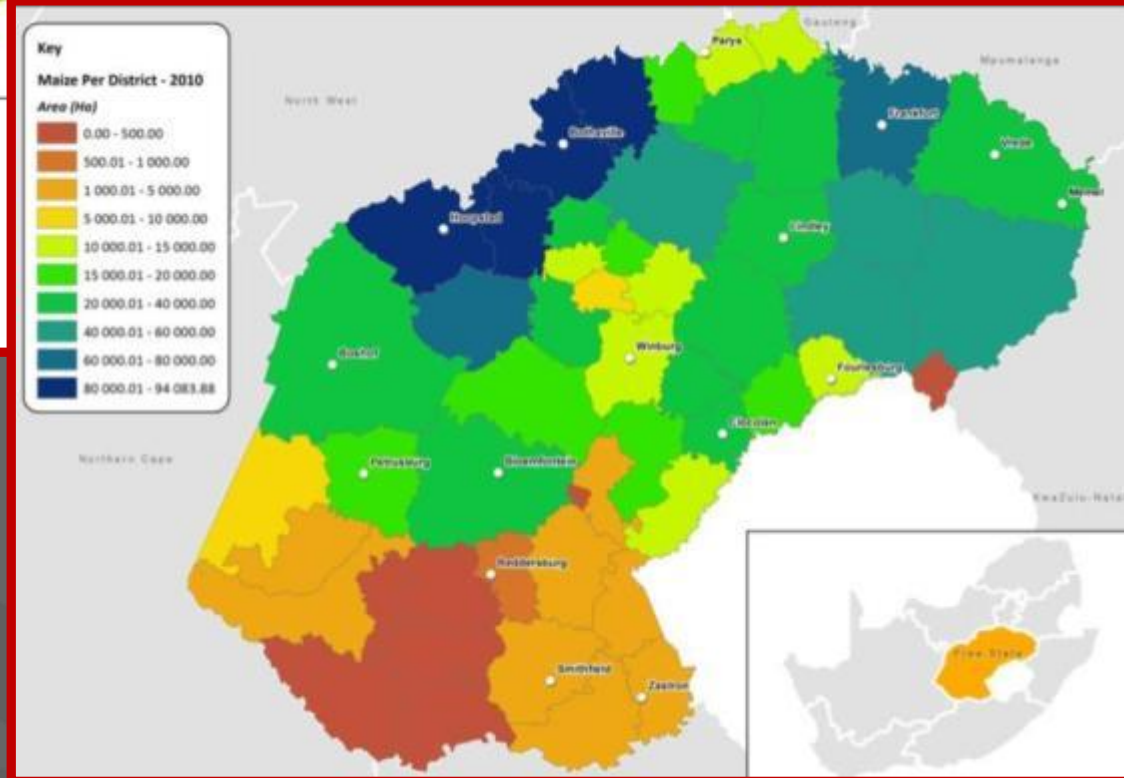 Key
Maize Per District - 2010
Area (Ha)
0.00 - 500.00
500.01 - 1 000.00
1 000.01 - 5 000.00
5 000.01 - 10 000.00
10 000.01 - 15 000.00
15 000.01 - 20 000.00
20 000.01 - 40 000.00
40 000.01 - 60 000.00
60 000.01 - 80 000.00
80 000.01 - 94 083.88
Gauteng
Parys
Mpumalanga
North West
Frankfort
Bothaville
Vrede
Memel
Hoopstad
Lindley
Winburg
Boshof
Fouriesburg
Clocolan
Northern Cape
Petrusburg
Bloemfontein
KwaZulu-Natal
Reddersburg
Smithfield
Zastron
Free State